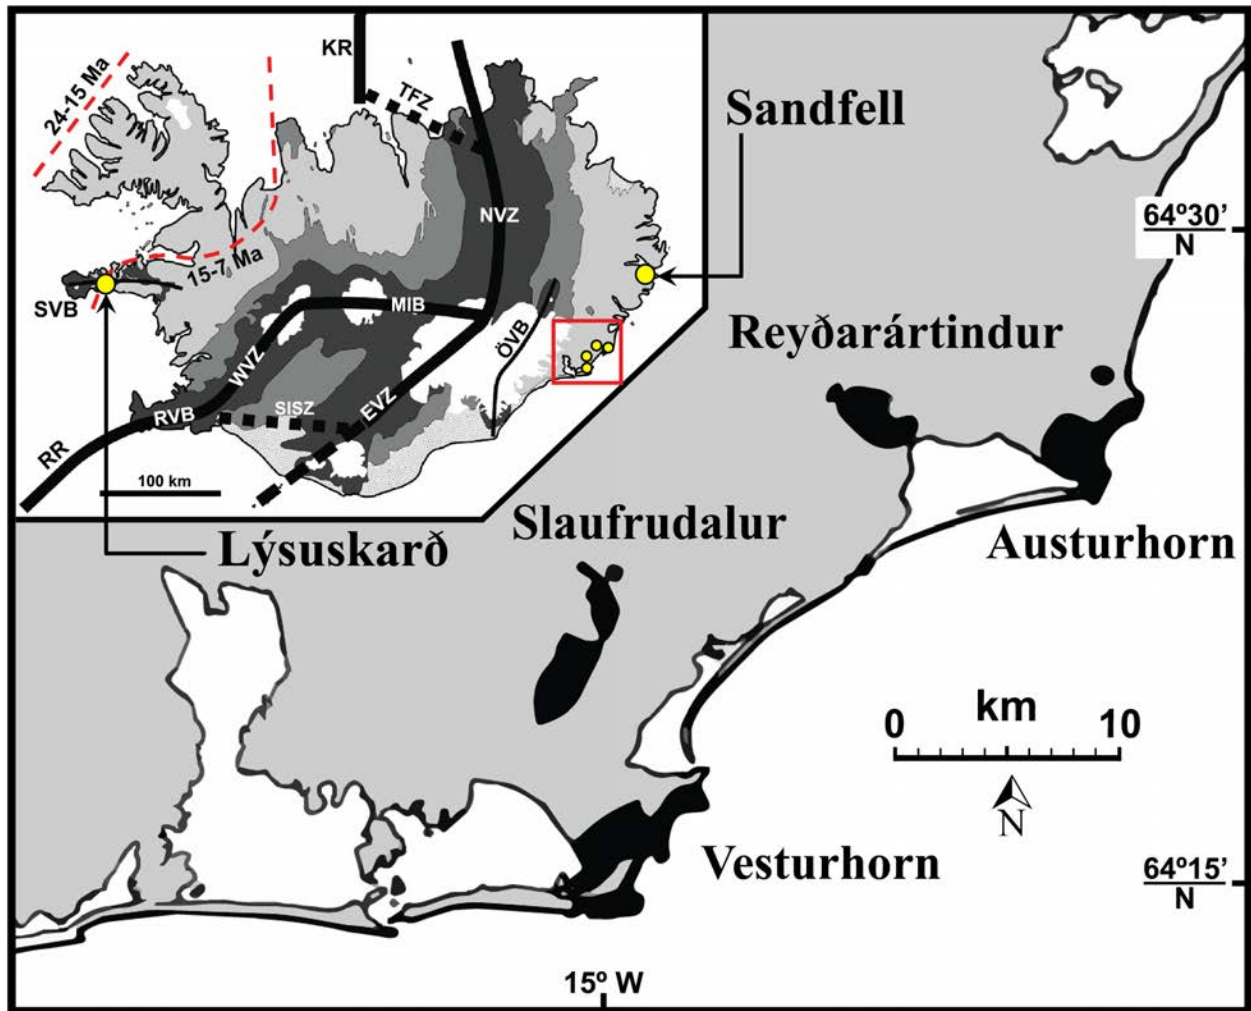 KR
24-15 Ma
TFZ
Sandfell
NVZ
64º30’
N
15-7 Ma
SVB
MIB
ÖVB
Reyðarártindur
WVZ
RVB
SISZ
EVZ
RR
100 km
Slaufrudalur
Lýsuskarð
Austurhorn
0 km 10
N
Vesturhorn
64º15’
N
15º W